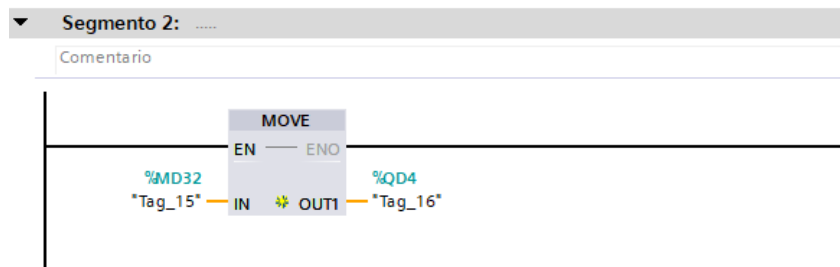 Segmento 2: .....
Comentario
MOVE
EN ENO
%MD32 %QD4
"Tag_15" IN OUT1 "Tag_16"